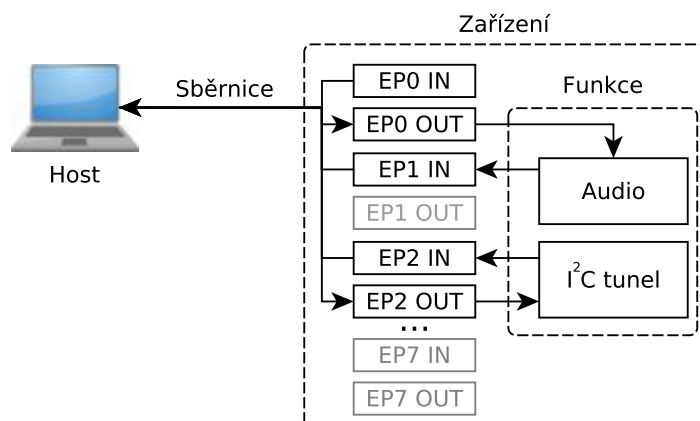 Zařízení
Sběrnice
Host
EP0 IN
EP0 OUT
EP1 IN
EP1 OUT
EP2 IN
EP2 OUT
...
EP7 IN
EP7 OUT
Funkce
Audio
I²C tunel